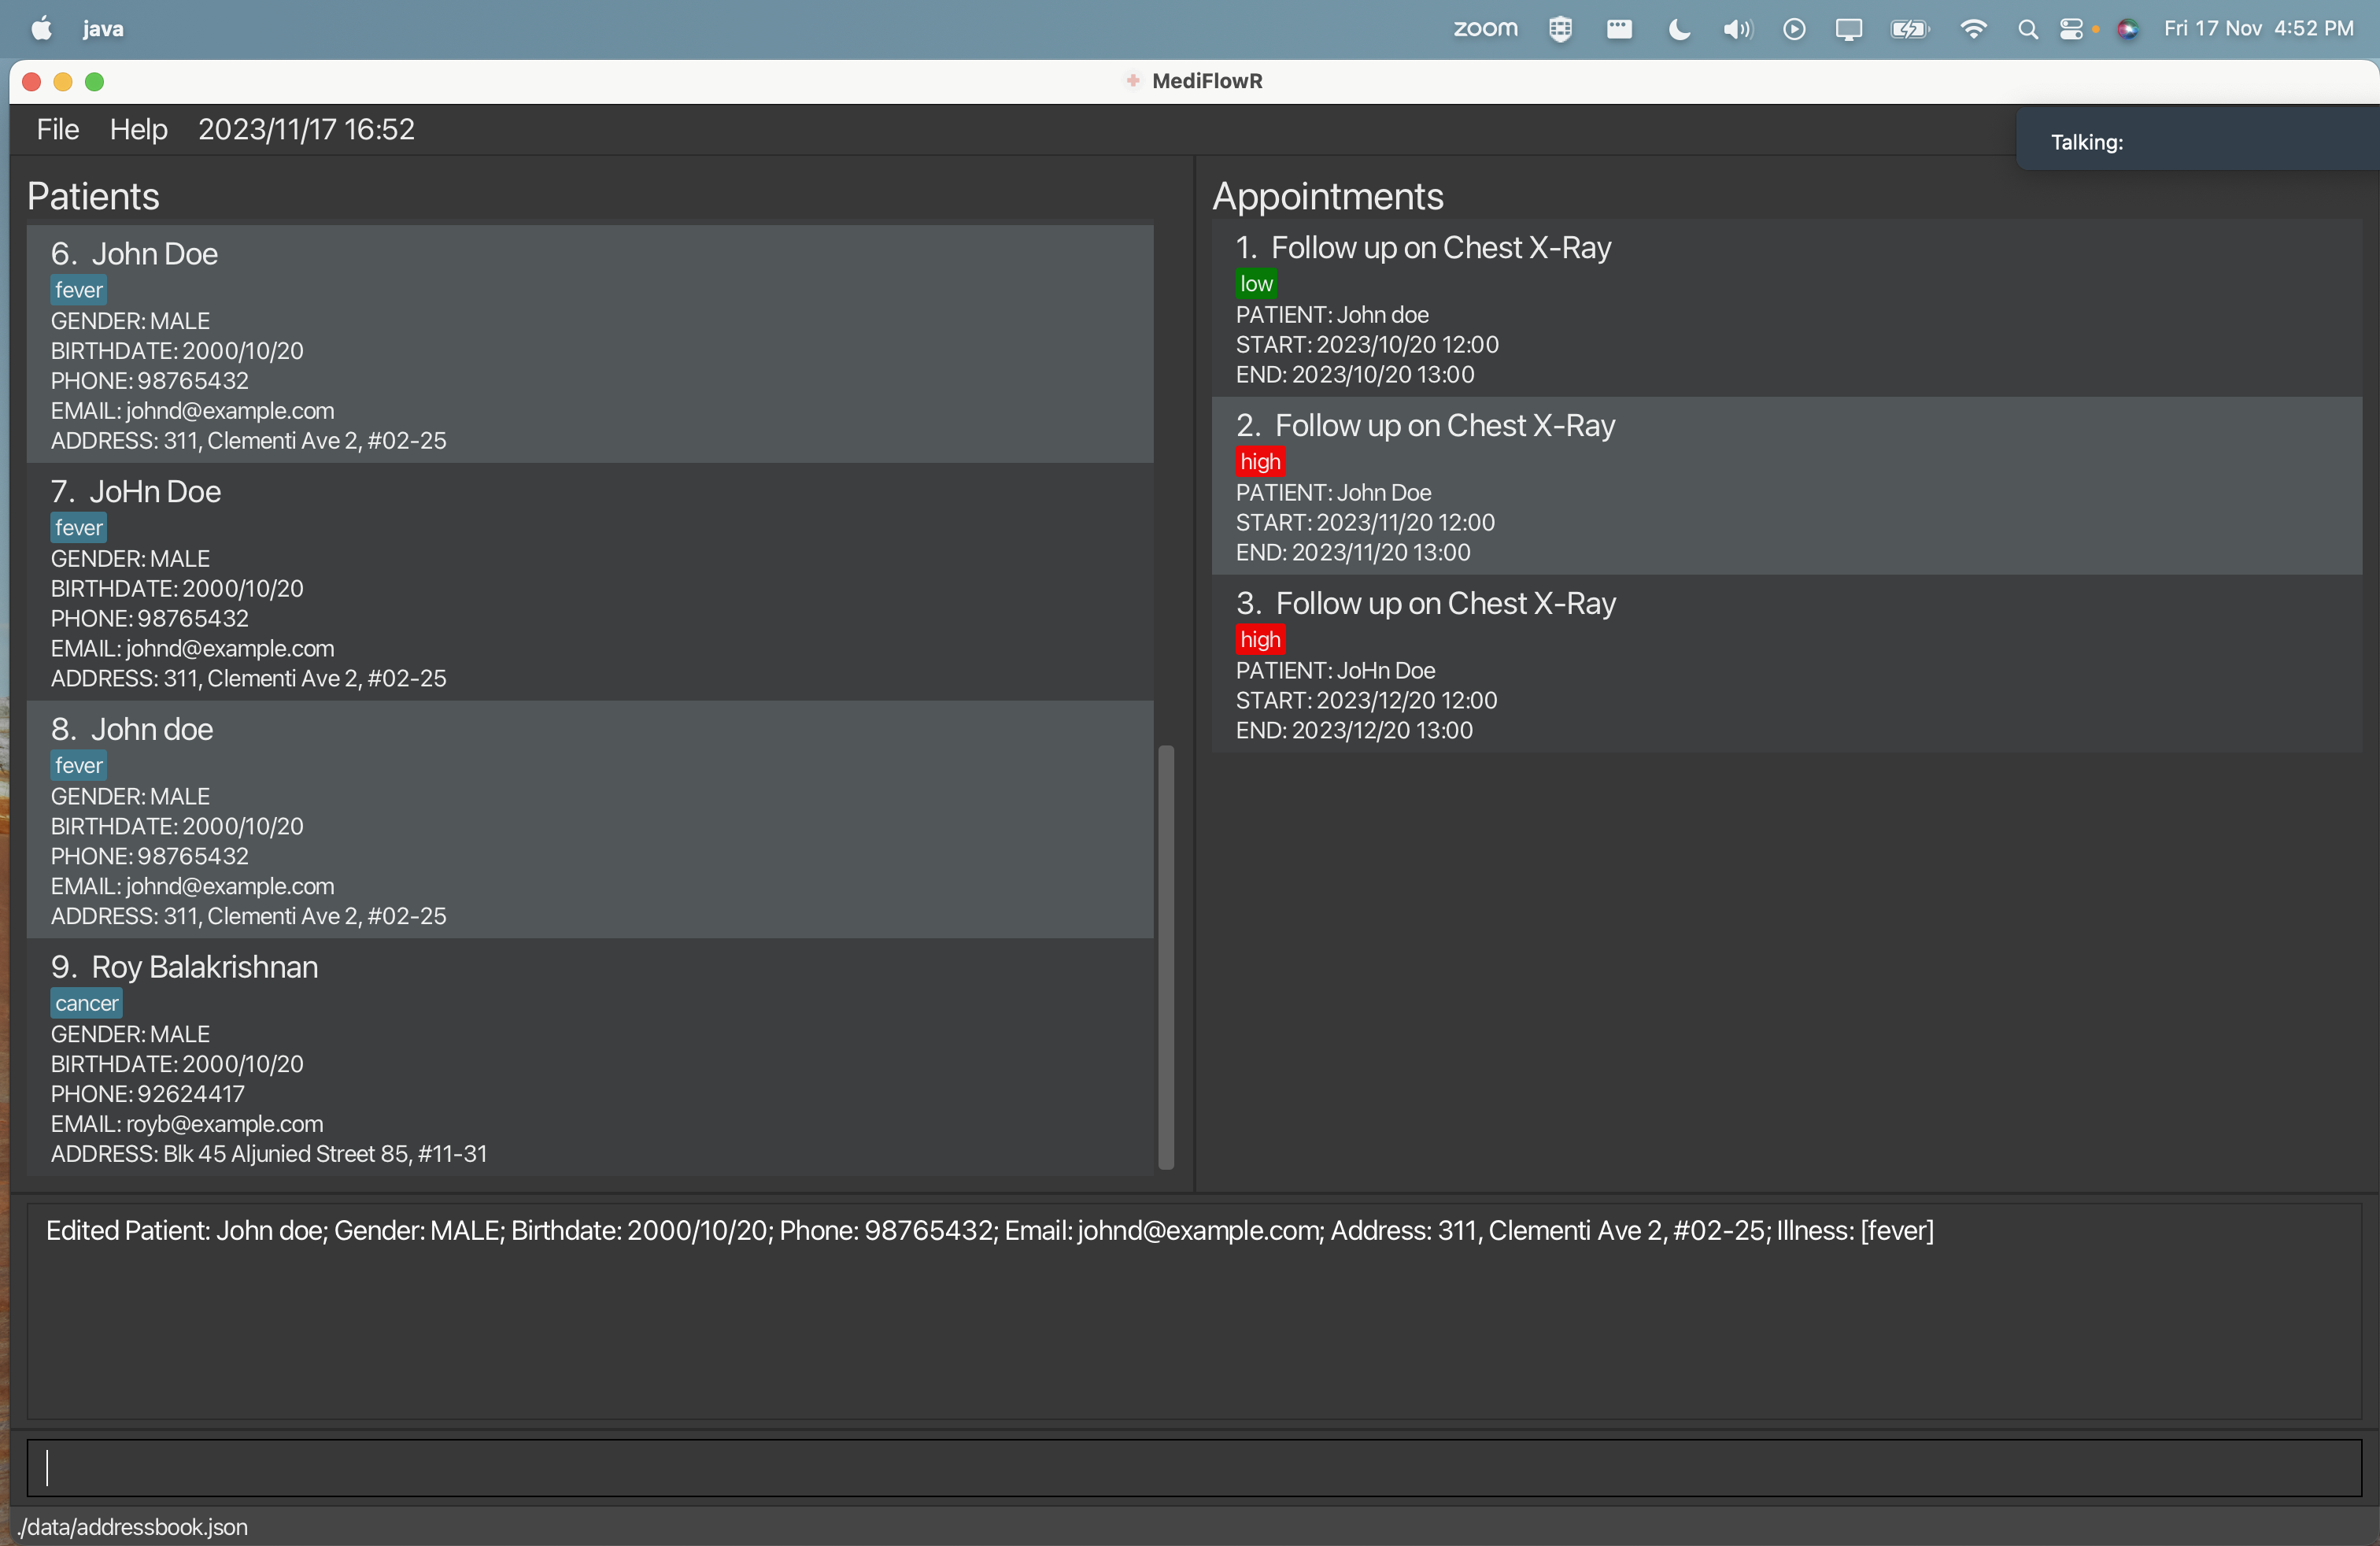 java
zoom
Fri 17 Nov 4:52 PM
MediFlowR
File Help 2023/11/17 16:52
Talking:
Patients
6. John Doe
fever
GENDER: MALE
BIRTHDATE: 2000/10/20
PHONE: 98765432
EMAIL: johnd@example.com
ADDRESS: 311, Clementi Ave 2, #02-25
7. JoHn Doe
fever
GENDER: MALE
BIRTHDATE: 2000/10/20
PHONE: 98765432
EMAIL: johnd@example.com
ADDRESS: 311, Clementi Ave 2, #02-25
8. John doe
fever
GENDER: MALE
BIRTHDATE: 2000/10/20
PHONE: 98765432
EMAIL: johnd@example.com
ADDRESS: 311, Clementi Ave 2, #02-25
9. Roy Balakrishnan
cancer
GENDER: MALE
BIRTHDATE: 2000/10/20
PHONE: 92624417
EMAIL: royb@example.com
ADDRESS: Blk 45 Aljunied Street 85, #11-31
Appointments
1. Follow up on Chest X-Ray
low
PATIENT: John doe
START: 2023/10/20 12:00
END: 2023/10/20 13:00
2. Follow up on Chest X-Ray
high
PATIENT: John Doe
START: 2023/11/20 12:00
END: 2023/11/20 13:00
3. Follow up on Chest X-Ray
high
PATIENT: JoHn Doe
START: 2023/12/20 12:00
END: 2023/12/20 13:00
Edited Patient: John doe; Gender: MALE; Birthdate: 2000/10/20; Phone: 98765432; Email: johnd@example.com; Address: 311, Clementi Ave 2, #02-25; Illness: [fever]
./data/addressbook.json